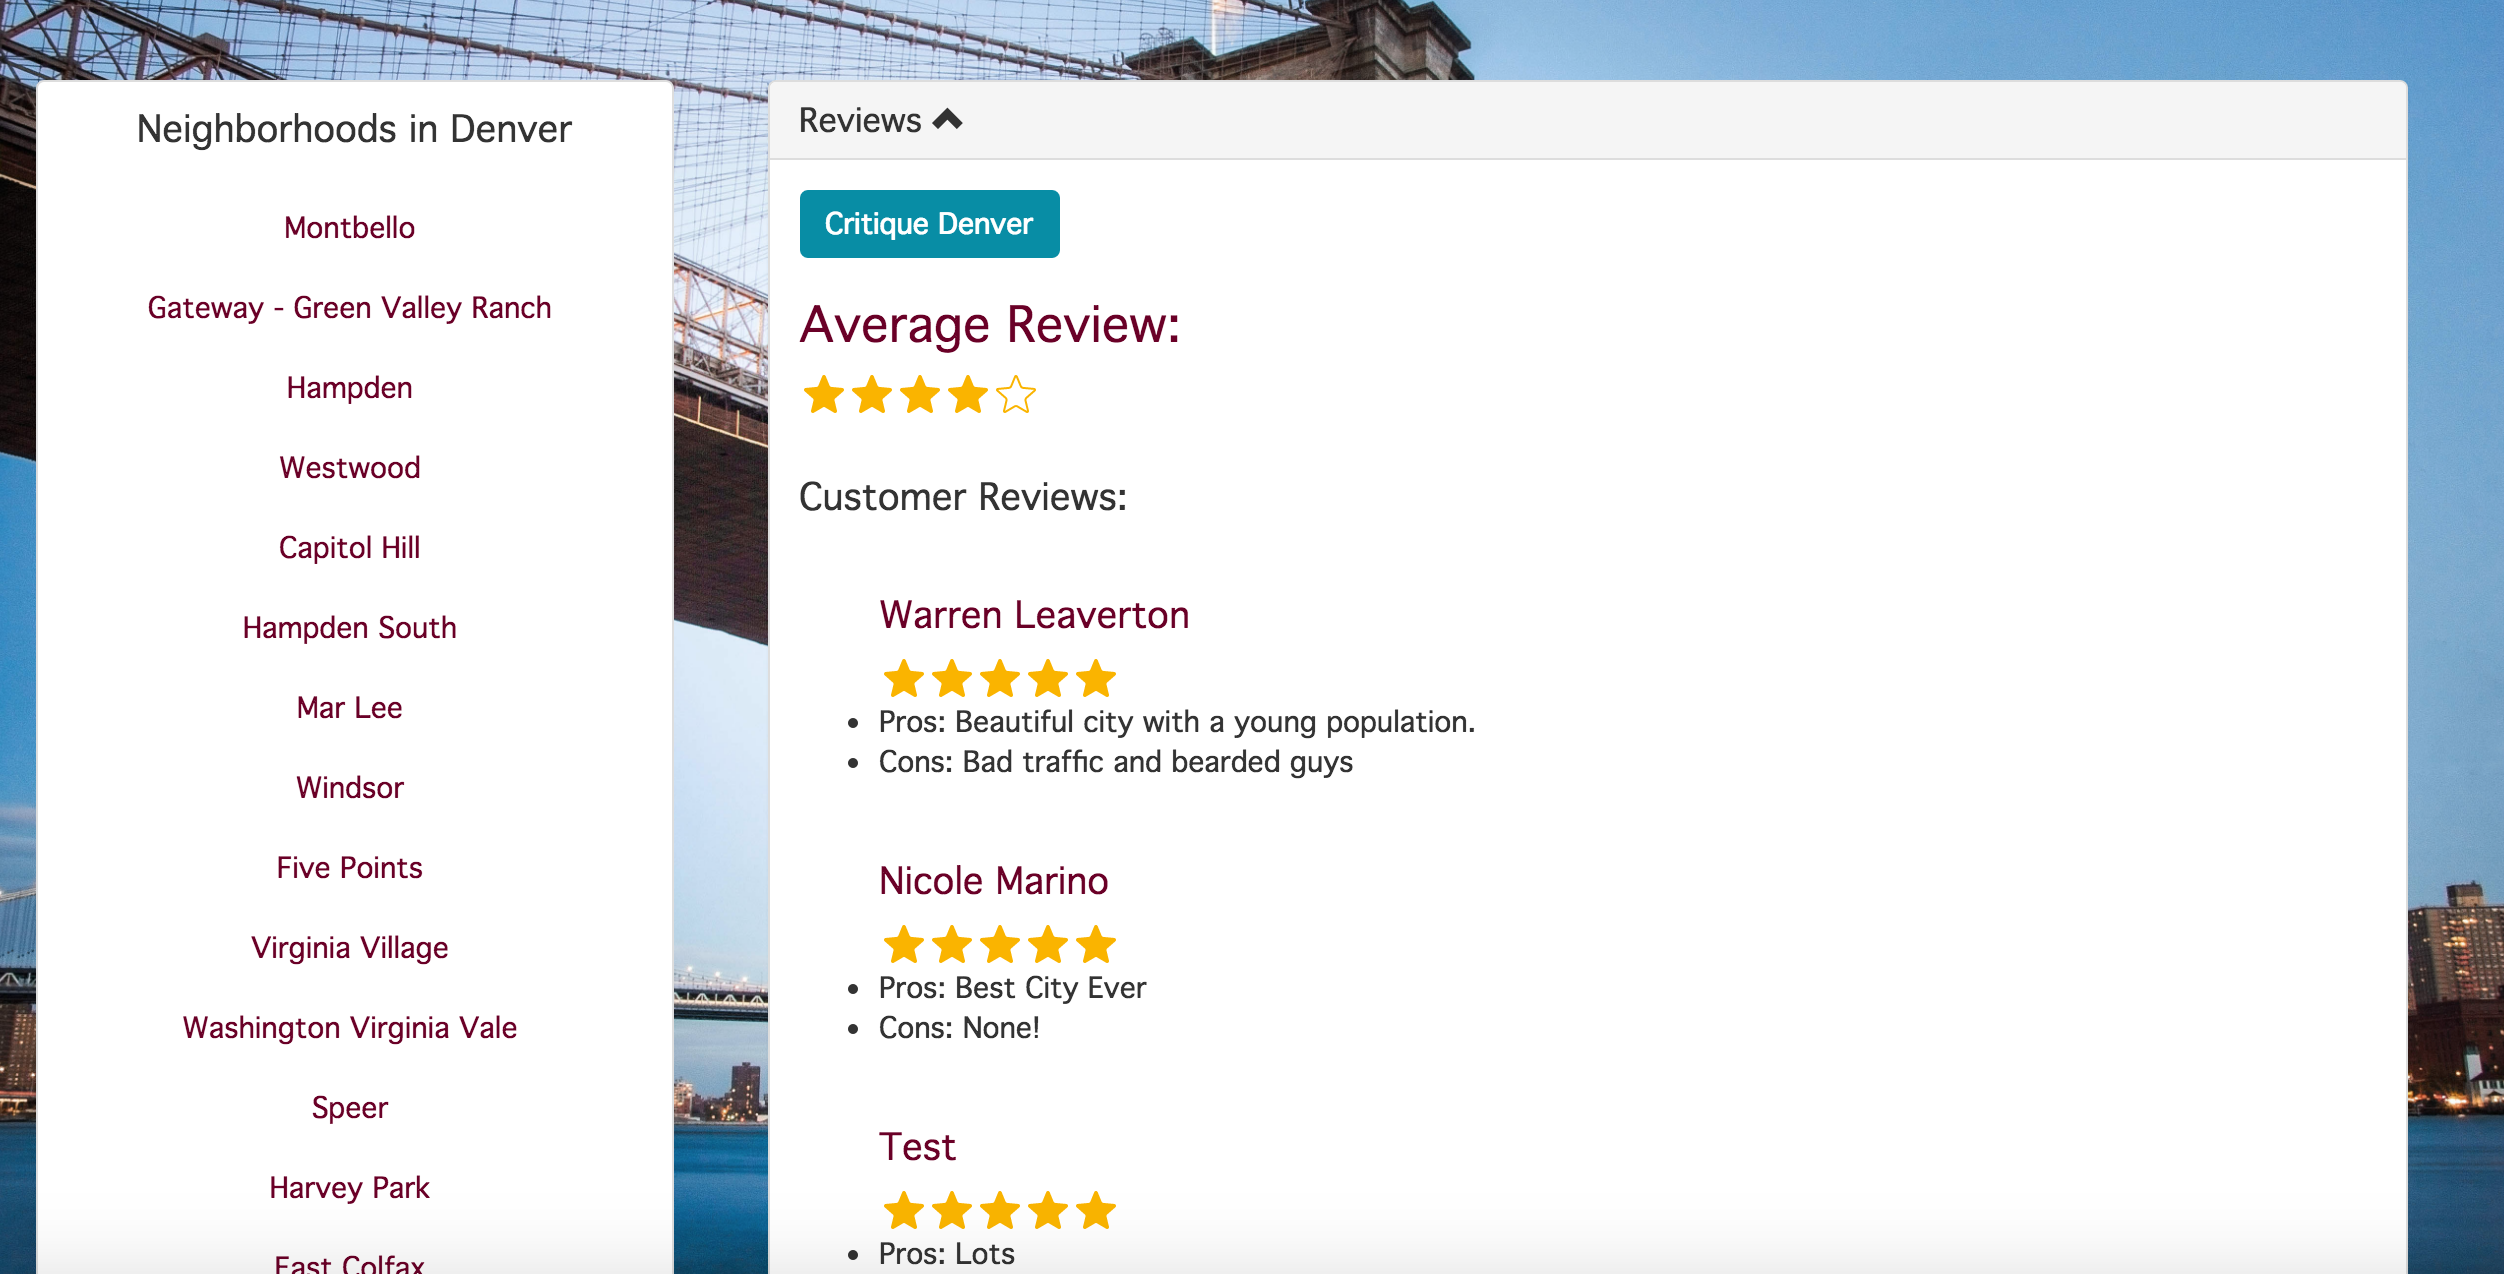 Neighborhoods in Denver
Montbello
Gateway - Green Valley Ranch
Hampden
Westwood
Capitol Hill
Hampden South
Mar Lee
Windsor
Five Points
Virginia Village
Washington Virginia Vale
Speer
Harvey Park
East Colfax
Reviews
Critique Denver
Average Review:
Customer Reviews:
Warren Leaverton
Pros: Beautiful city with a young population.
Cons: Bad traffic and bearded guys
Nicole Marino
Pros: Best City Ever
Cons: None!
Test
Pros: Lots